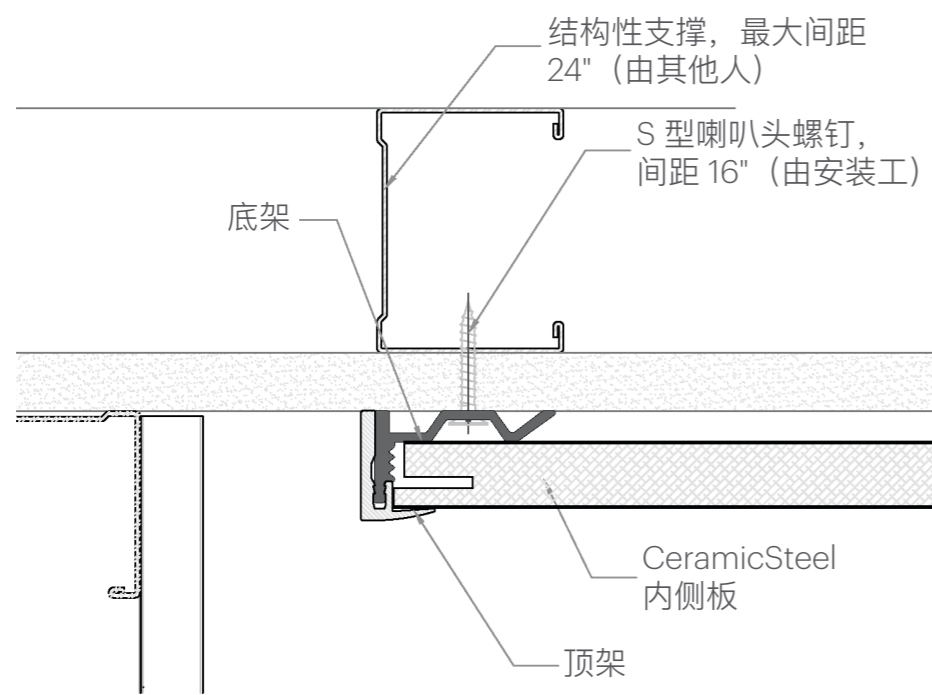 结构性支撑，最大间距
24"（由其他人）
S 型喇叭头螺钉，
间距 16"（由安装工）
底架
CeramicSteel
内侧板
顶架